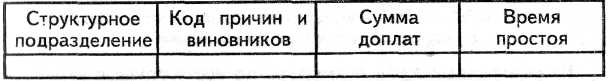 Структурное подразделение
Код причин и виновников
Сумма доплат
Время простоя